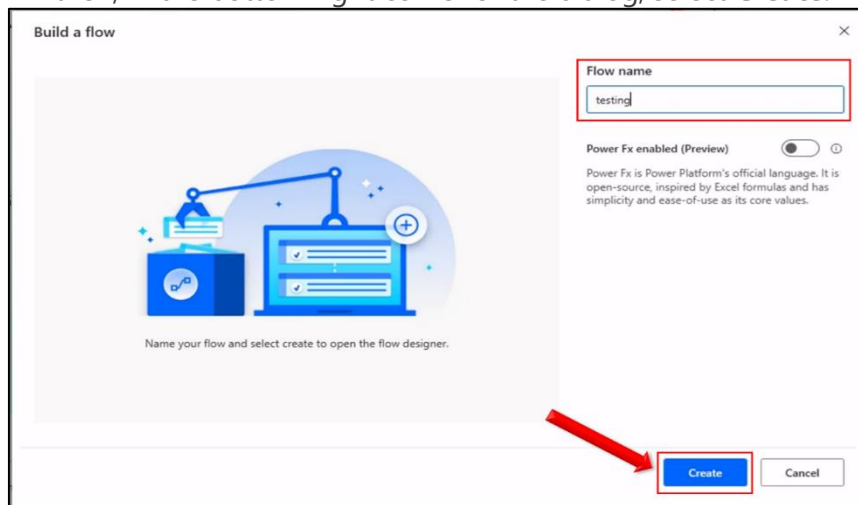 Build a flow
Flow name
testing
Power Fx enabled (Preview)
Power Fx is Power Platform's official language. It is
open-source, inspired by Excel formulas and has
simplicity and ease-of-use as its core values.
Name your flow and select create to open the flow designer.
Create
Cancel